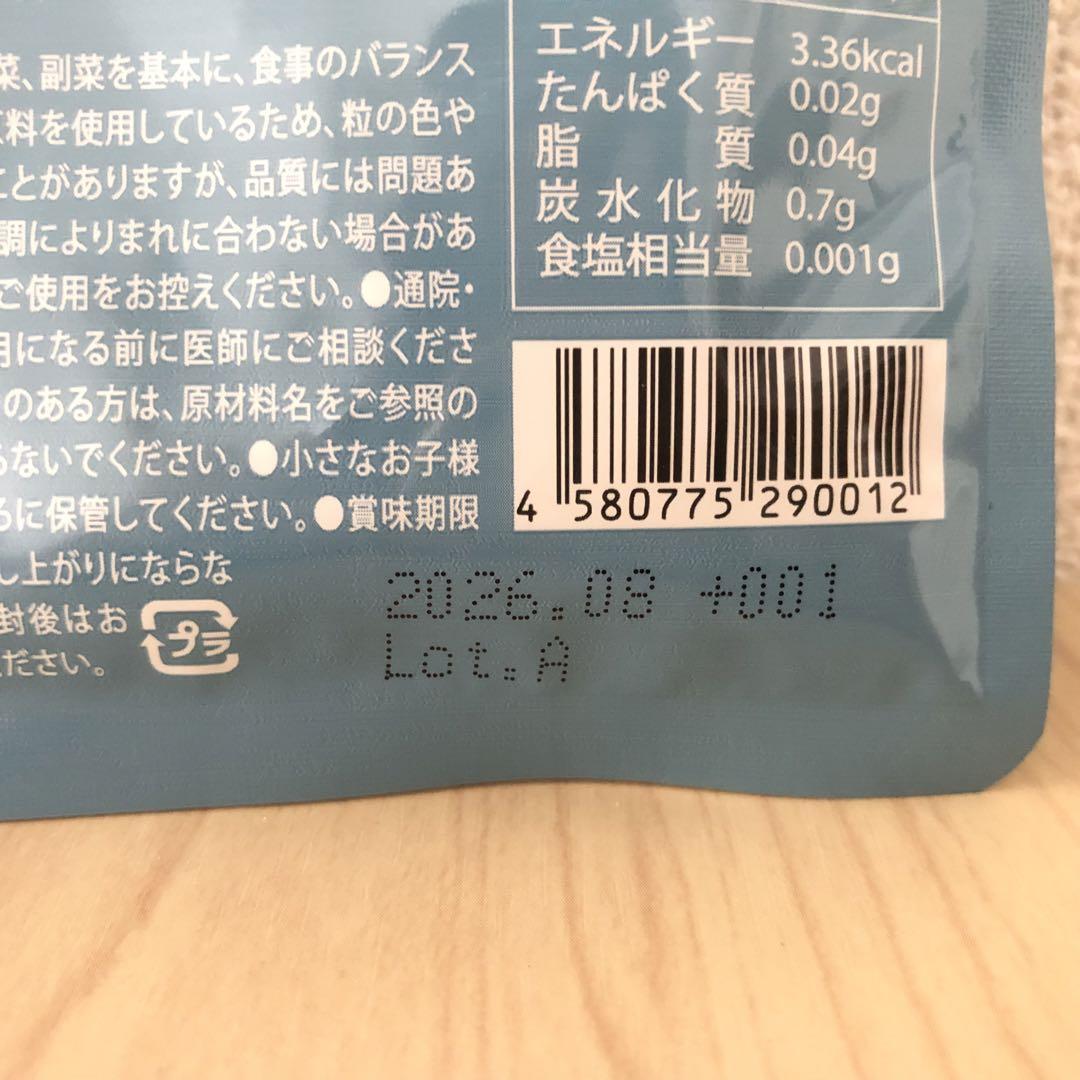 菜、副菜を基本に、食事のバランス
料を使用しているため、粒の色や
ことがありますが、品質には問題あ
調によりまれに合わない場合があ
ご使用をお控えください。●通院・
用になる前に医師にご相談くださ
のある方は、原材料名をご参照の
ないでください。●小さなお子様
ろに保管してください。●賞味期限
し上がりにならな
封後はお
ください。
プラ
エネルギー 3.36kcal
たんぱく質 0.02g
脂質 0.04g
炭水化物 0.7g
食塩相当量 0.001g
4 580775 290012
2026.08 +001
Lot.A